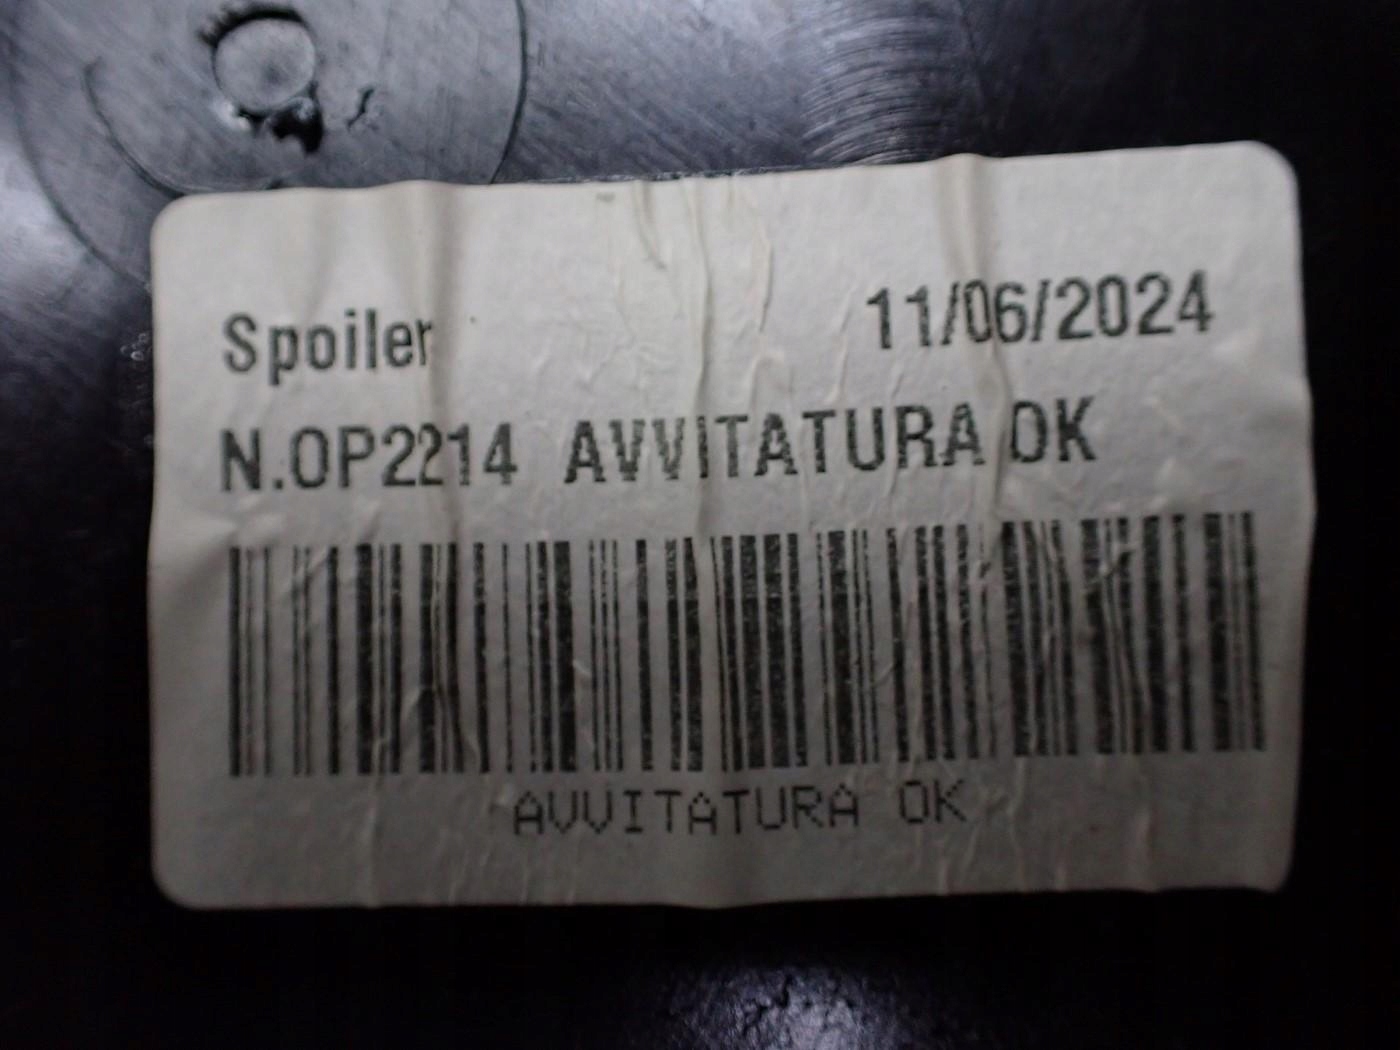 Spoiler 11/06/2024
N.OP2214 AVVITATURA OK
AVVITATURA OK